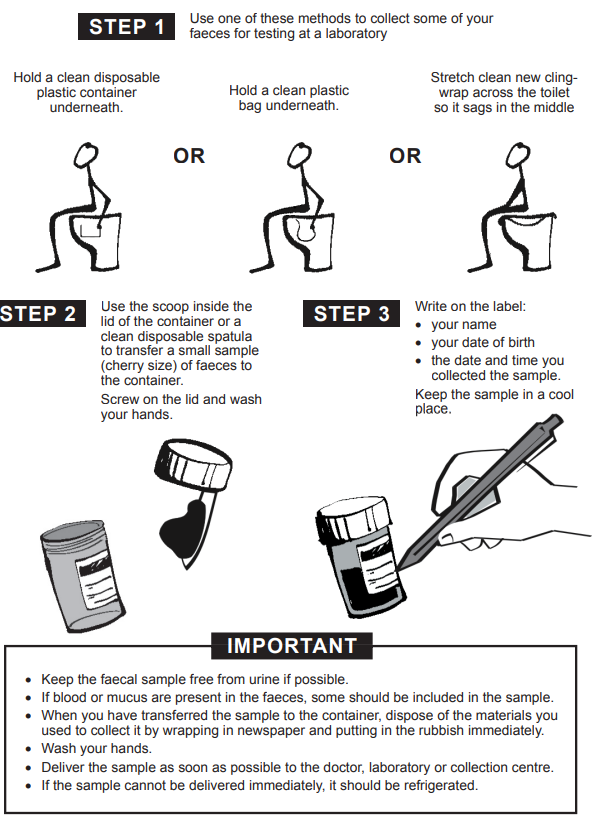 STEP 1
Use one of these methods to collect some of your
faeces for testing at a laboratory
Hold a clean disposable
plastic container
underneath.
OR
Hold a clean plastic
bag underneath.
OR
Stretch clean new cling-
wrap across the toilet
so it sags in the middle
STEP 2
Use the scoop inside the
lid of the container or a
clean disposable spatula
to transfer a small sample
(cherry size) of faeces to
the container.
Screw on the lid and wash
your hands.
STEP 3
Write on the label:
• your name
• your date of birth
• the date and time you
collected the sample.
Keep the sample in a cool
place.
IMPORTANT
• Keep the faecal sample free from urine if possible.
• If blood or mucus are present in the faeces, some should be included in the sample.
• When you have transferred the sample to the container, dispose of the materials you
used to collect it by wrapping in newspaper and putting in the rubbish immediately.
• Wash your hands.
• Deliver the sample as soon as possible to the doctor, laboratory or collection centre.
• If the sample cannot be delivered immediately, it should be refrigerated.